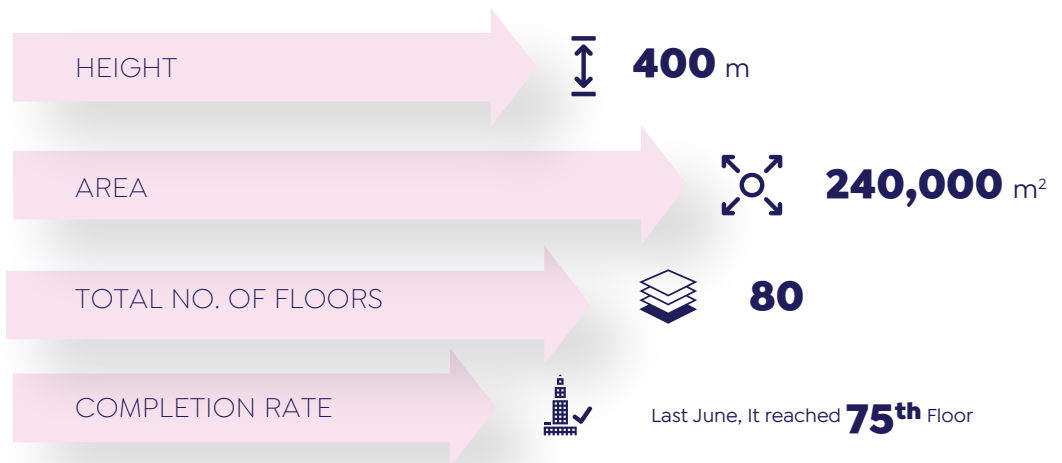 HEIGHT 400 m
AREA 240,000 m²
TOTAL NO. OF FLOORS 80
COMPLETION RATE Last June, It reached 75th Floor